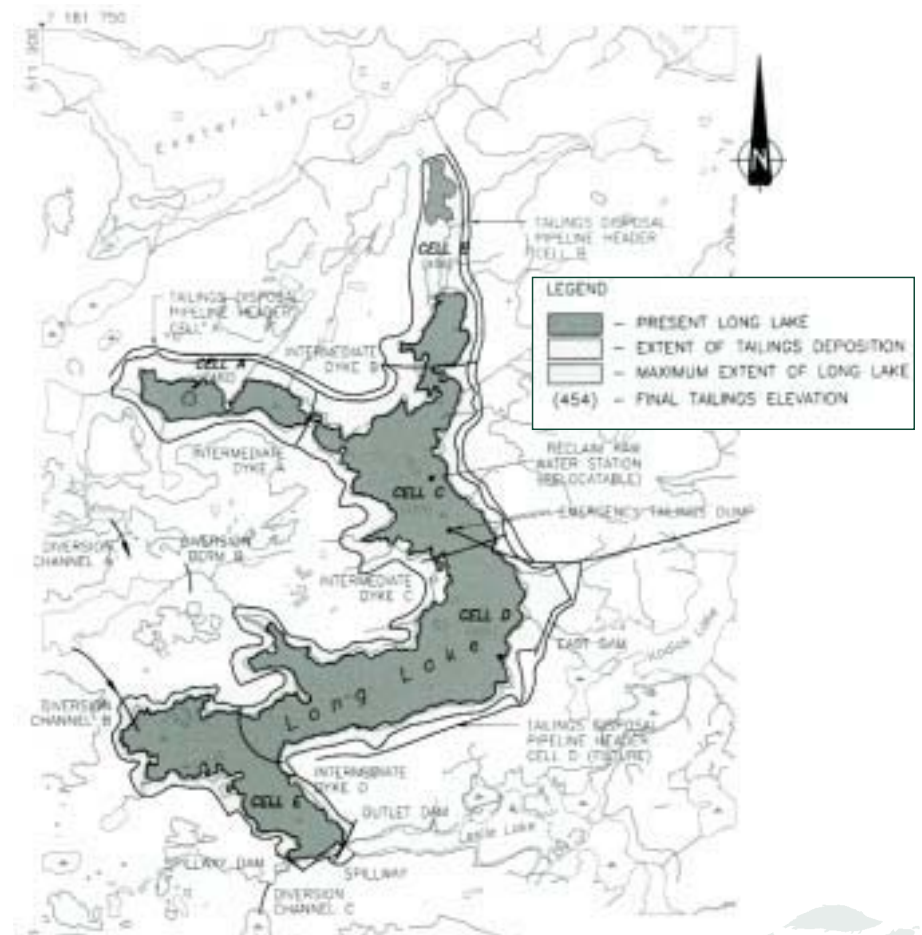 7 181 750
Exeter Lake
N
TAILINGS DISPOSAL
PIPELINE HEADER
CELL B
CELL B
LEGEND
- PRESENT LONG LAKE
- EXTENT OF TAILINGS DEPOSITION
- MAXIMUM EXTENT OF LONG LAKE
(454) - FINAL TAILINGS ELEVATION
TAILINGS DISPOSAL
PIPELINE HEADER
CELL A
INTERMEDIATE
DYKE B
CELL A
INTERMEDIATE
DYKE A
RECLAIM RAW
WATER STATION
(RELOCATABLE)
CELL C
EMERGENCY TAILINGS DUMP
DIVERSION
CHANNEL A
DIVERSION
BERM B
INTERMEDIATE
DYKE C
CELL D
EAST DAM
Long Lake
Lake
DIVERSION
CHANNEL B
TAILINGS DISPOSAL
PIPELINE HEADER
CELL D (FUTURE)
INTERMEDIATE
DYKE D
CELL E
OUTLET DAM
Leslie Lake
SPILLWAY DAM
SPILLWAY
DIVERSION
CHANNEL C